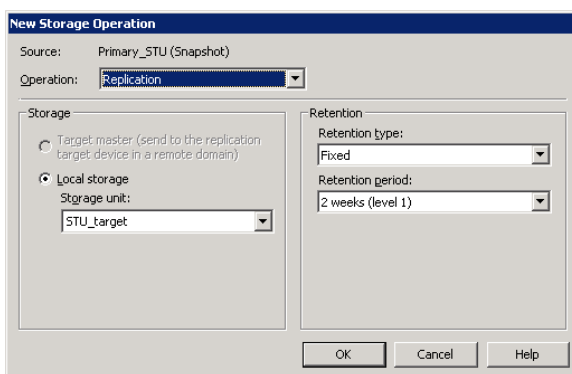 New Storage Operation
Source: Primary_STU (Snapshot)
Operation: Replication
Storage
Target master (send to the replication
target device in a remote domain)
Local storage
Storage unit:
STU_target
Retention
Retention type:
Fixed
Retention period:
2 weeks (level 1)
OK Cancel Help